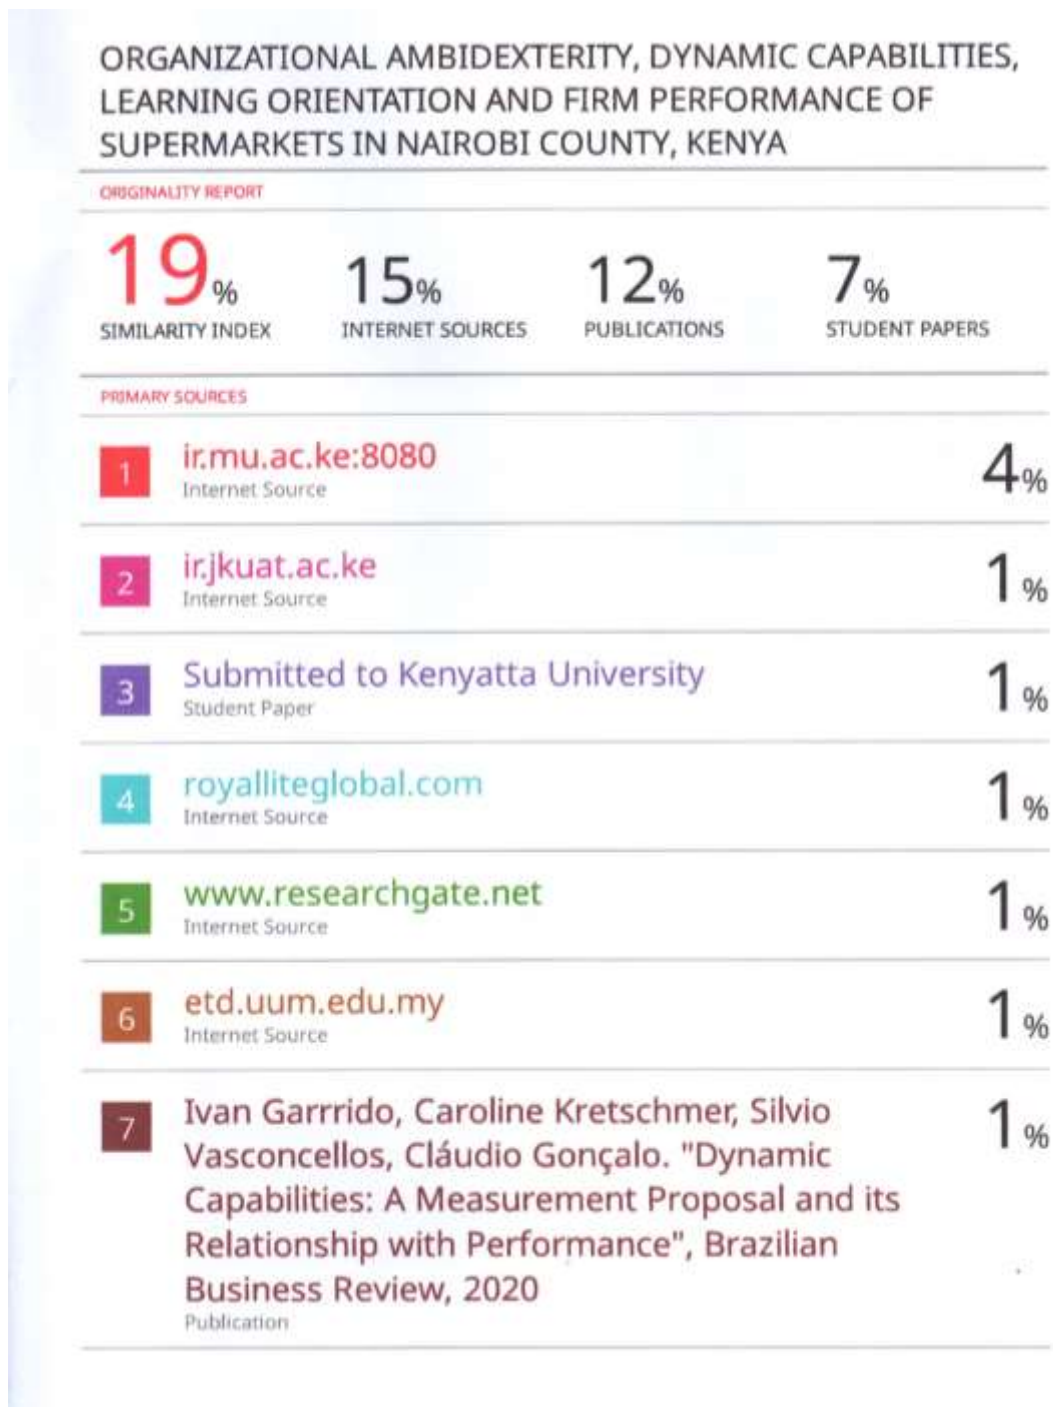 ORGANIZATIONAL AMBIDEXTERITY, DYNAMIC CAPABILITIES,
LEARNING ORIENTATION AND FIRM PERFORMANCE OF
SUPERMARKETS IN NAIROBI COUNTY, KENYA
ORIGINALITY REPORT
19% 15% 12% 7%
SIMILARITY INDEX INTERNET SOURCES PUBLICATIONS STUDENT PAPERS
PRIMARY SOURCES
1 ir.mu.ac.ke:8080 4%
Internet Source
2 ir.jkuat.ac.ke 1%
Internet Source
3 Submitted to Kenyatta University 1%
Student Paper
4 royalliteglobal.com 1%
Internet Source
5 www.researchgate.net 1%
Internet Source
6 etd.uum.edu.my 1%
Internet Source
7 Ivan Garrrido, Caroline Kretschmer, Silvio 1%
Vasconcellos, Cláudio Gonçalo. "Dynamic
Capabilities: A Measurement Proposal and its
Relationship with Performance", Brazilian
Business Review, 2020
Publication